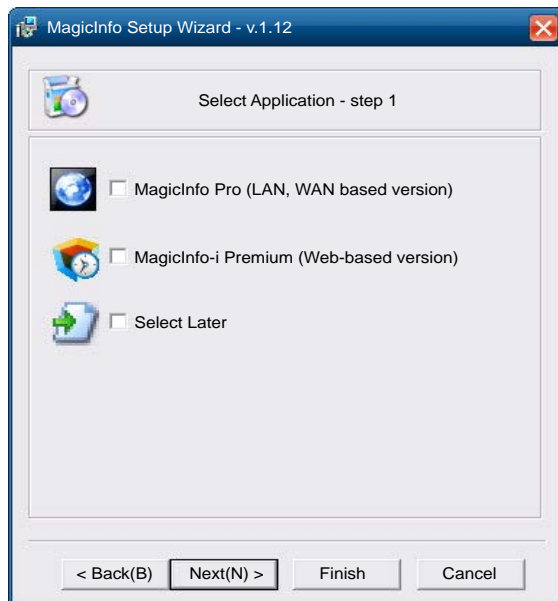 MagicInfo Setup Wizard - v.1.12
Select Application - step 1
MagicInfo Pro (LAN, WAN based version)
MagicInfo-i Premium (Web-based version)
Select Later
< Back(B) Next(N) > Finish Cancel